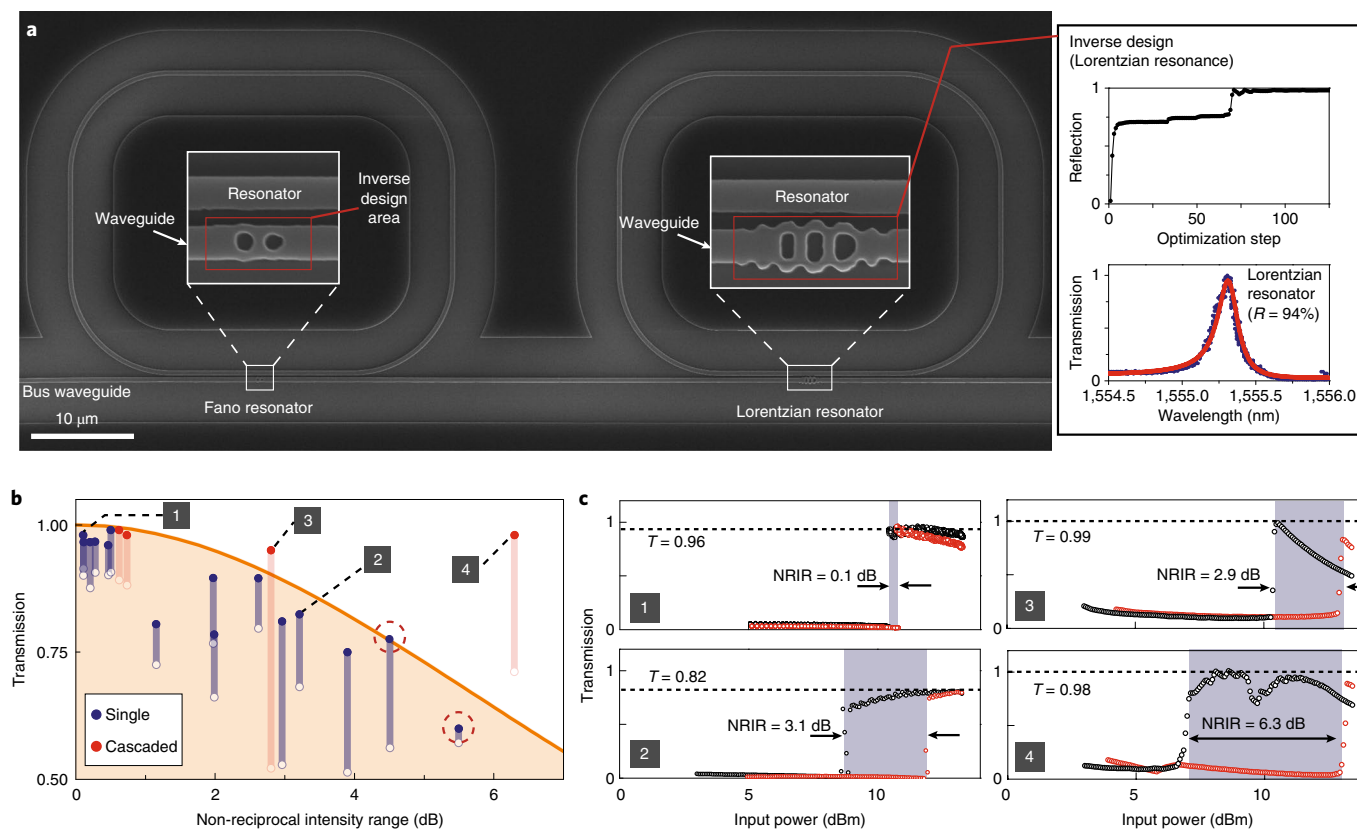 a
Resonator
Waveguide
Inverse
design
area
Resonator
Waveguide
Bus waveguide
Fano resonator
Lorentzian resonator
10 μm
Inverse design
(Lorentzian resonance)
1
Reflection
0
0
50
100
Optimization step
1
Transmission
0
Lorentzian
resonator
(R = 94%)
1,554.5
1,555.0
1,555.5
1,556.0
Wavelength (nm)
b
1.00
0.75
0.50
Transmission
1
3
2
4
Single
Cascaded
0
2
4
6
Non-reciprocal intensity range (dB)
c
Transmission
1
0
T = 0.96
NRIR = 0.1 dB
1
2
1
0
T = 0.82
NRIR = 3.1 dB
2
5
10
Input power (dBm)
1
0
T = 0.99
NRIR = 2.9 dB
3
1
0
T = 0.98
NRIR = 6.3 dB
4
0
5
10
Input power (dBm)